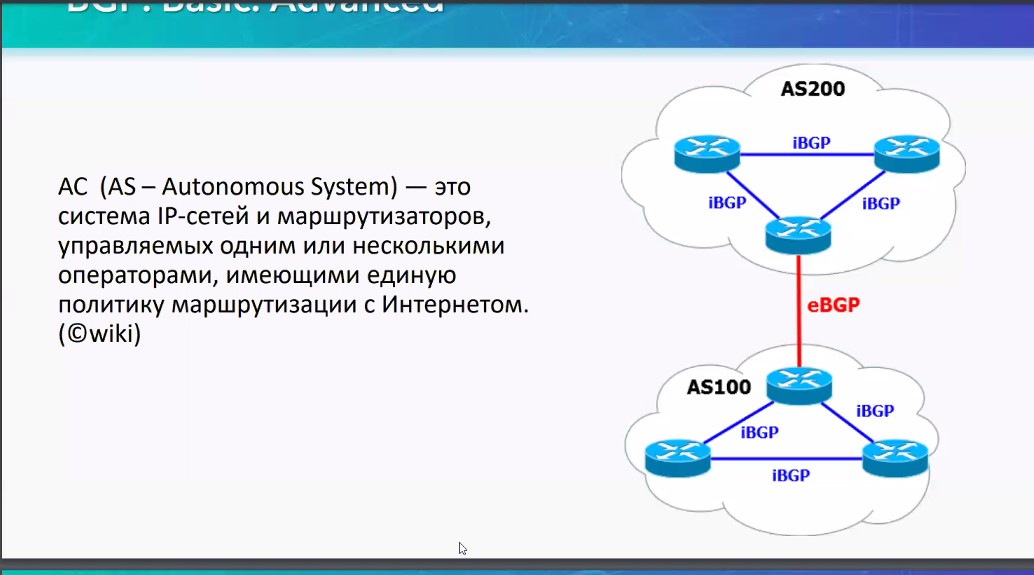 BGP. Basic. Advanced
АС (AS – Autonomous System) — это
система IP-сетей и маршрутизаторов,
управляемых одним или несколькими
операторами, имеющими единую
политику маршрутизации с Интернетом.
(©wiki)
AS200
iBGP
iBGP
iBGP
eBGP
AS100
iBGP
iBGP
iBGP